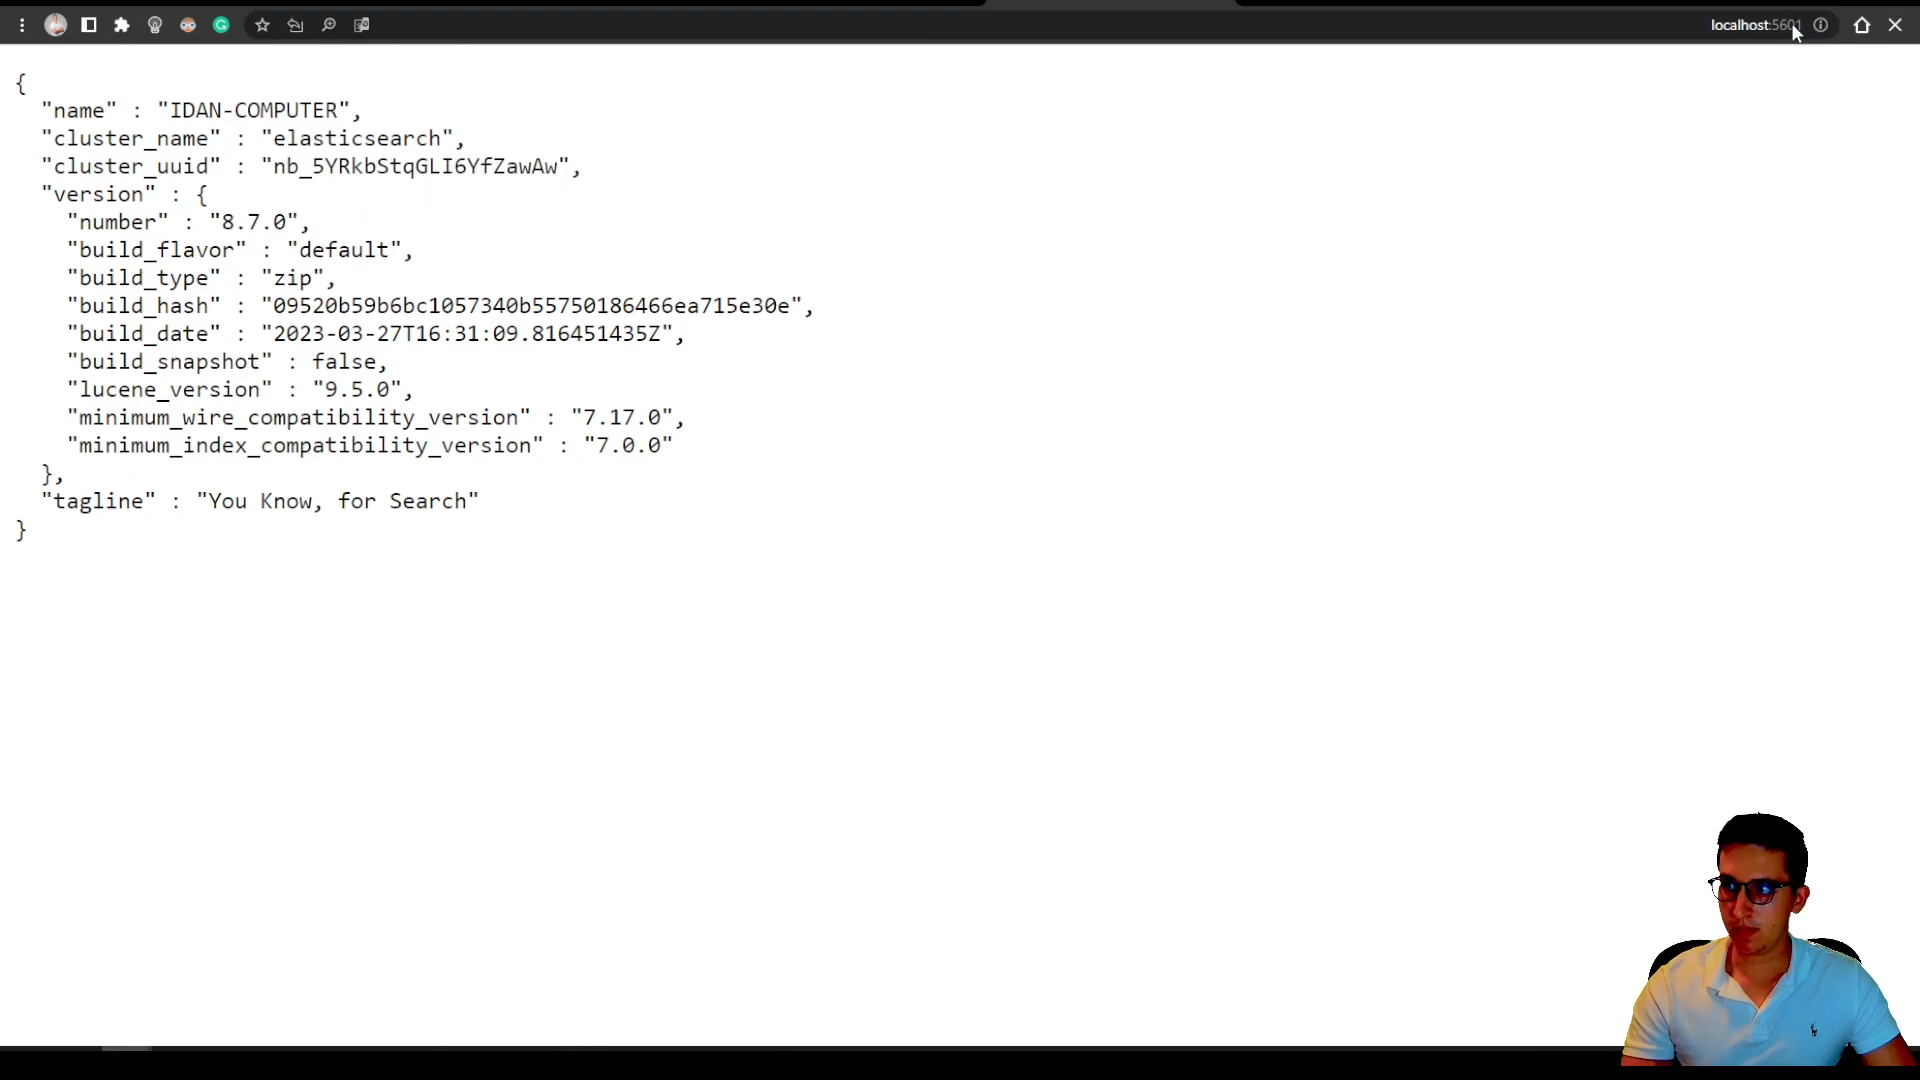 localhost:5601
{
"name" : "IDAN-COMPUTER",
"cluster_name" : "elasticsearch",
"cluster_uuid" : "nb_5YRkbStqGLI6YfZawAw",
"version" : {
"number" : "8.7.0",
"build_flavor" : "default",
"build_type" : "zip",
"build_hash" : "09520b59b6bc1057340b55750186466ea715e30e",
"build_date" : "2023-03-27T16:31:09.816451435Z",
"build_snapshot" : false,
"lucene_version" : "9.5.0",
"minimum_wire_compatibility_version" : "7.17.0",
"minimum_index_compatibility_version" : "7.0.0"
},
"tagline" : "You Know, for Search"
}